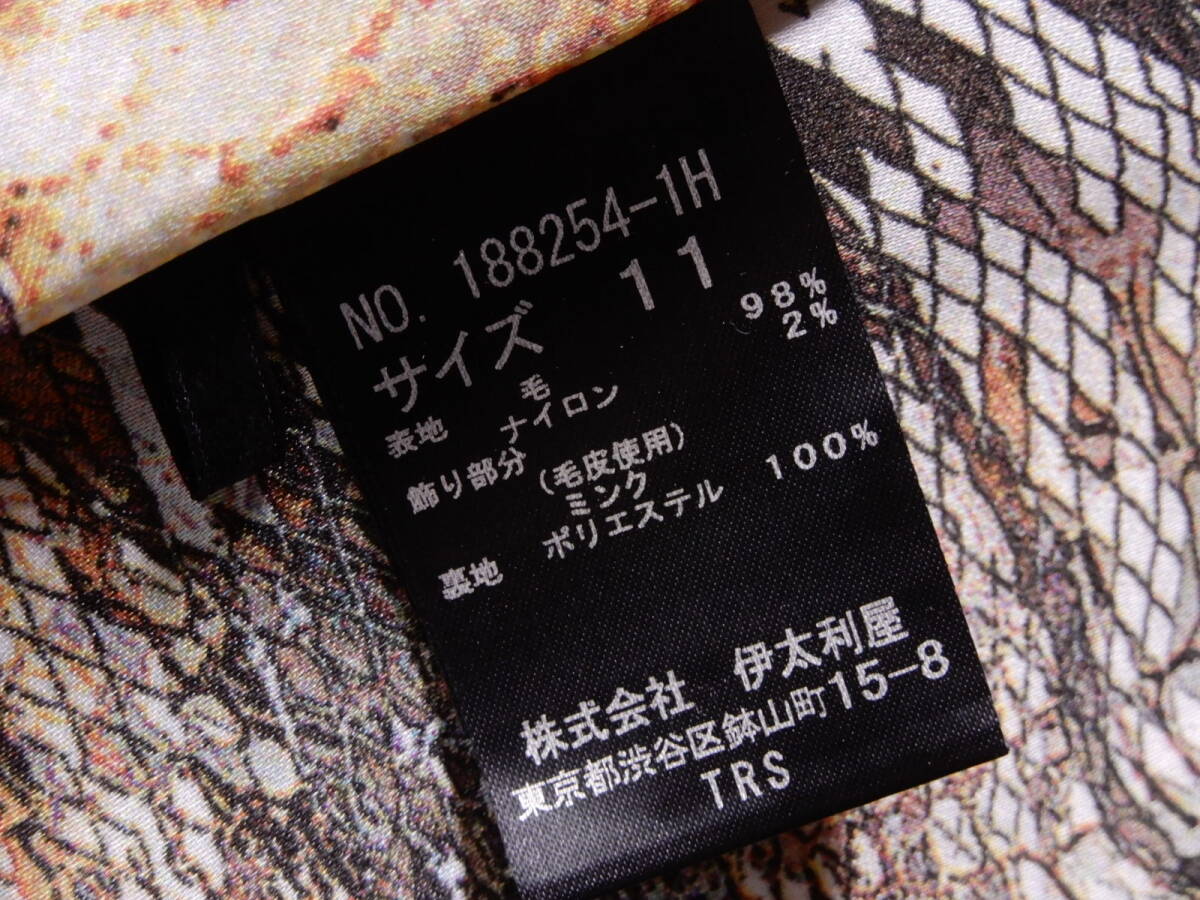 NO. 188254-1H
サイズ 11
表地 毛 98%
ナイロン 2%
飾り部分 (毛皮使用)
ミンク
裏地 ポリエステル 100%
株式会社 伊太利屋
東京都渋谷区鉢山町15-8
TRS